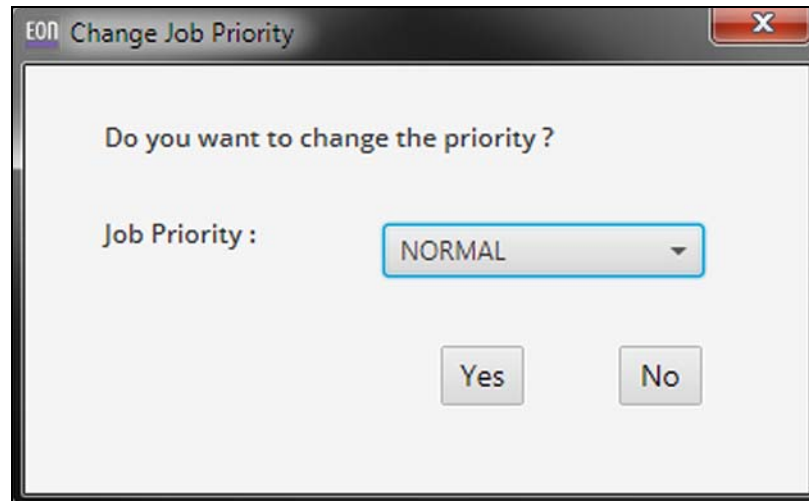 EON Change Job Priority
Do you want to change the priority ?
Job Priority :
NORMAL
Yes
No